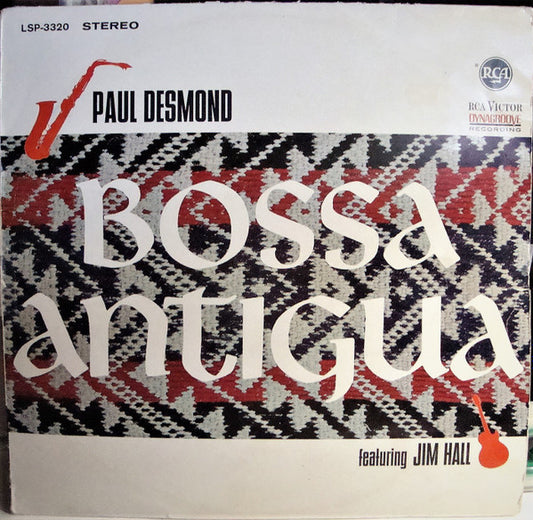 LSP-3320 STEREO
PAUL DESMOND
RCA
RCA VICTOR
DYNAGROOVE
RECORDING
BOSSA
ANTIGUA
featuring JIM HALL